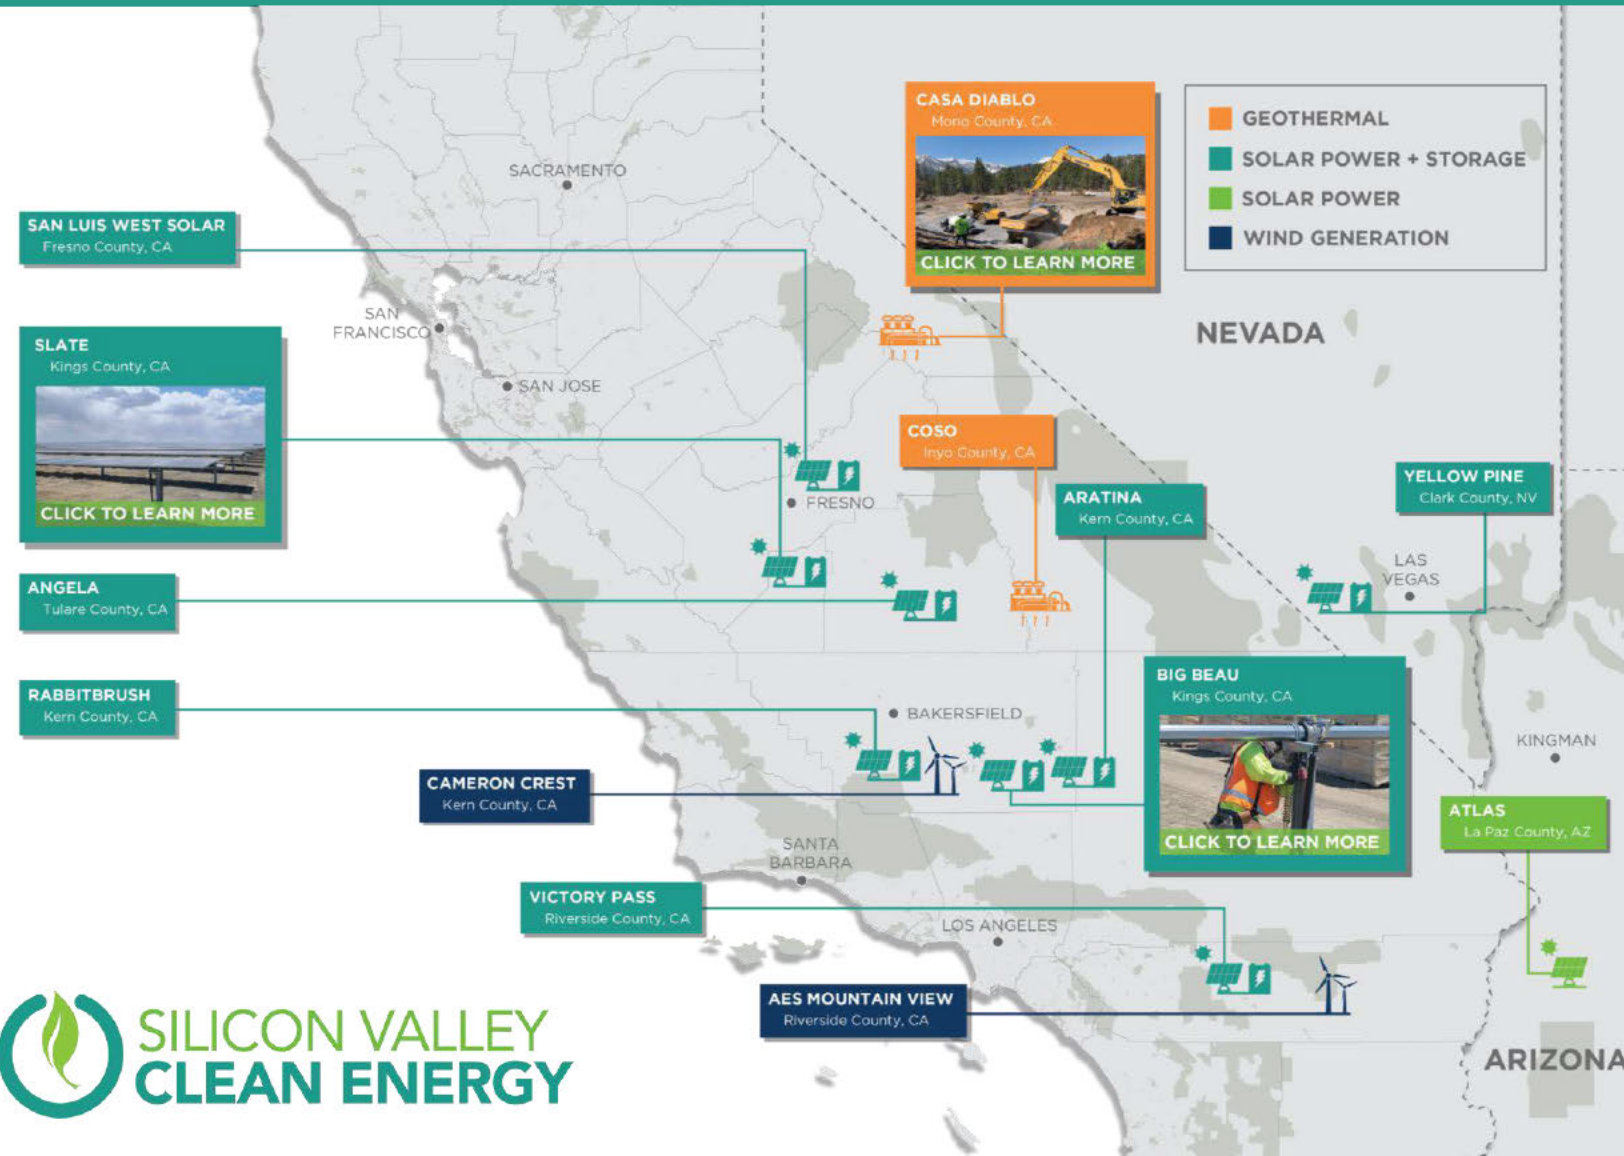 CASA DIABLO
Mono County, CA
CLICK TO LEARN MORE
GEOTHERMAL
SOLAR POWER + STORAGE
SOLAR POWER
WIND GENERATION
SACRAMENTO
SAN LUIS WEST SOLAR
Fresno County, CA
SAN
FRANCISCO
NEVADA
SLATE
Kings County, CA
CLICK TO LEARN MORE
SAN JOSE
COSO
Inyo County, CA
ARATINA
Kern County, CA
YELLOW PINE
Clark County, NV
FRESNO
LAS
VEGAS
ANGELA
Tulare County, CA
RABBITBRUSH
Kern County, CA
BAKERSFIELD
BIG BEAU
Kings County, CA
CLICK TO LEARN MORE
KINGMAN
CAMERON CREST
Kern County, CA
ATLAS
La Paz County, AZ
SANTA
BARBARA
VICTORY PASS
Riverside County, CA
LOS ANGELES
AES MOUNTAIN VIEW
Riverside County, CA
SILICON VALLEY
CLEAN ENERGY
ARIZONA